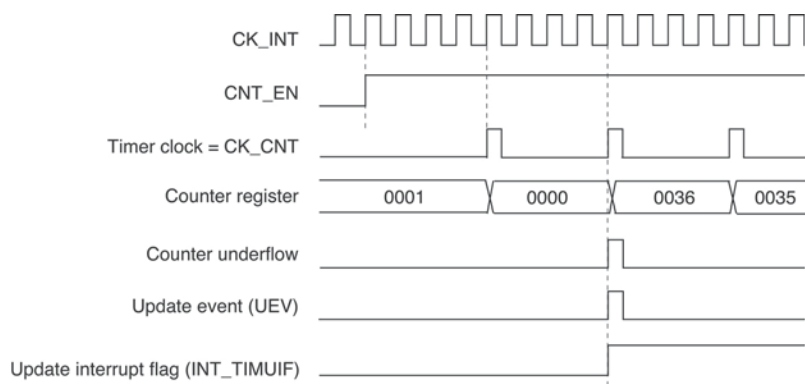 CK_INT
CNT_EN
Timer clock = CK_CNT
Counter register 0001 0000 0036 0035
Counter underflow
Update event (UEV)
Update interrupt flag (INT_TIMUIF)